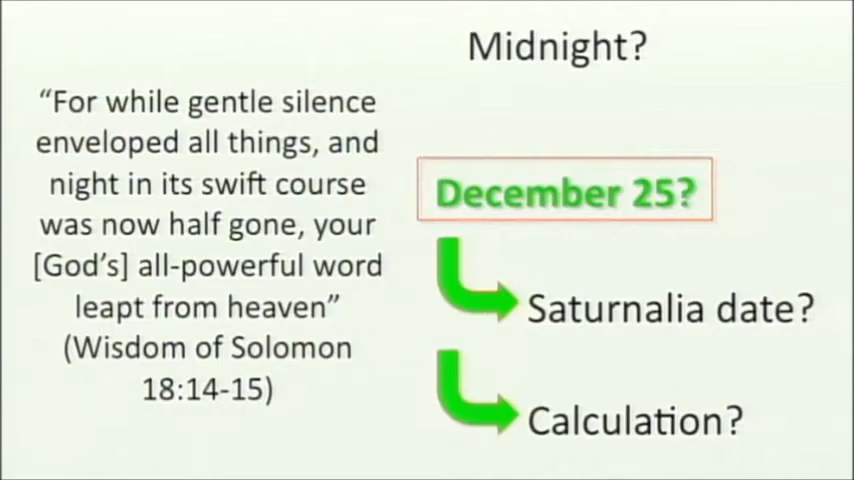 Midnight?
“For while gentle silence
enveloped all things, and
night in its swift course
was now half gone, your
[God’s] all-powerful word
leapt from heaven”
(Wisdom of Solomon
18:14-15)
December 25?
Saturnalia date?
Calculation?